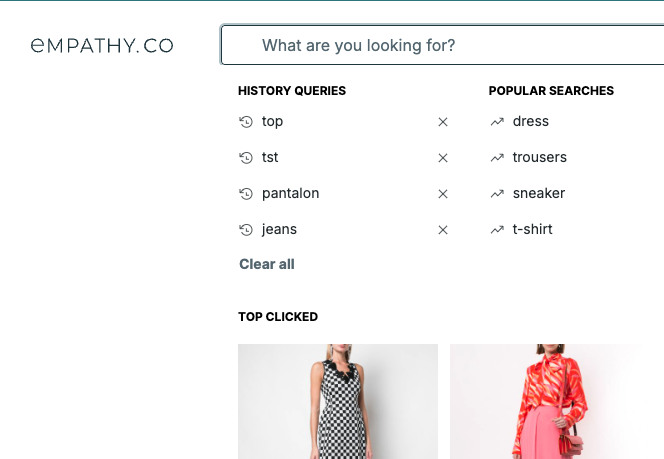 eMPATHY.CO
What are you looking for?
HISTORY QUERIES
top
tst
pantalon
jeans
Clear all
POPULAR SEARCHES
dress
trousers
sneaker
t-shirt
TOP CLICKED